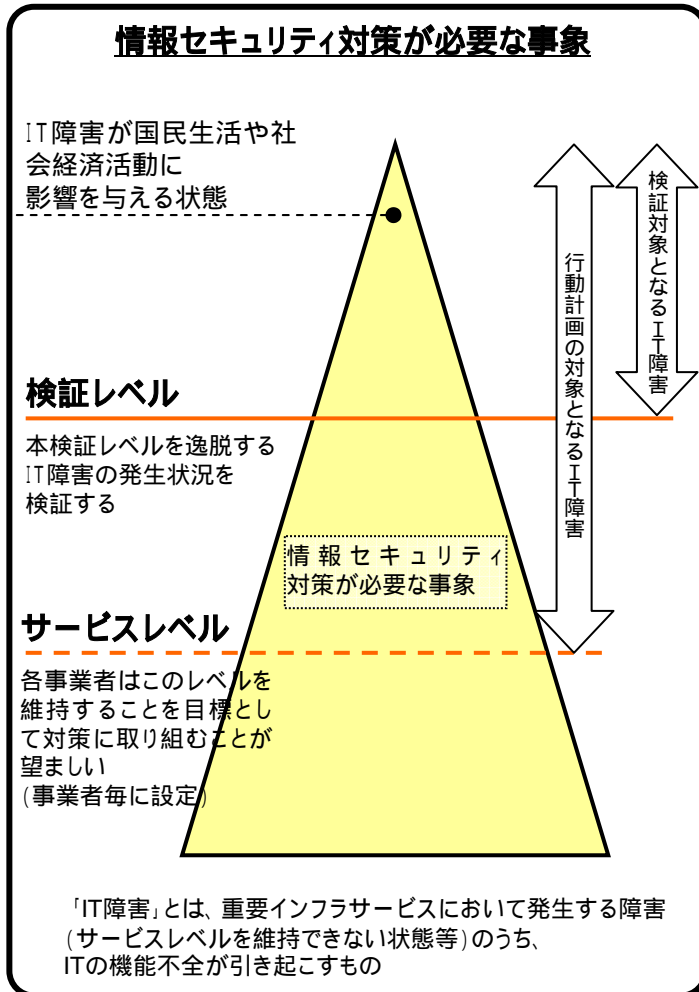 情報セキュリティ対策が必要な事象
IT障害が国民生活や社
会経済活動に
影響を与える状態
検証対象となるIT障害
行動計画の対象となるIT障害
検証レベル
本検証レベルを逸脱する
IT障害の発生状況を
検証する
情報セキュリティ
対策が必要な事象
サービスレベル
各事業者はこのレベルを
維持することを目標とし
て対策に取り組むことが
望ましい
(事業者毎に設定)
「IT障害」とは、重要インフラサービスにおいて発生する障害
(サービスレベルを維持できない状態等)のうち、
ITの機能不全が引き起こすもの